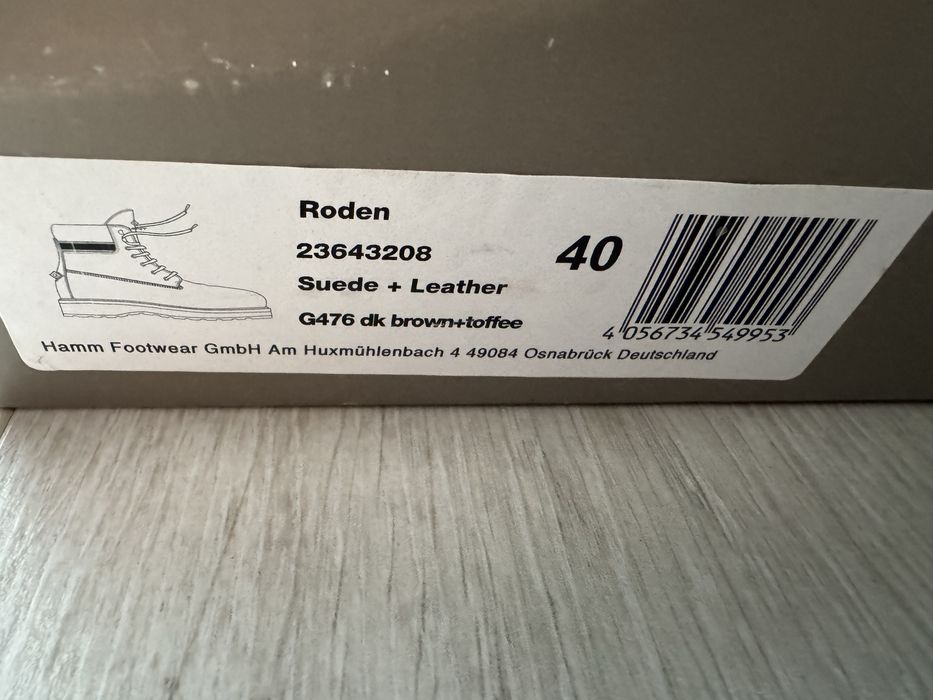 Roden
23643208
40
Suede + Leather
G476 dk brown+toffee
4 056734 549953
Hamm Footwear GmbH Am Huxmühlenbach 4 49084 Osnabrück Deutschland